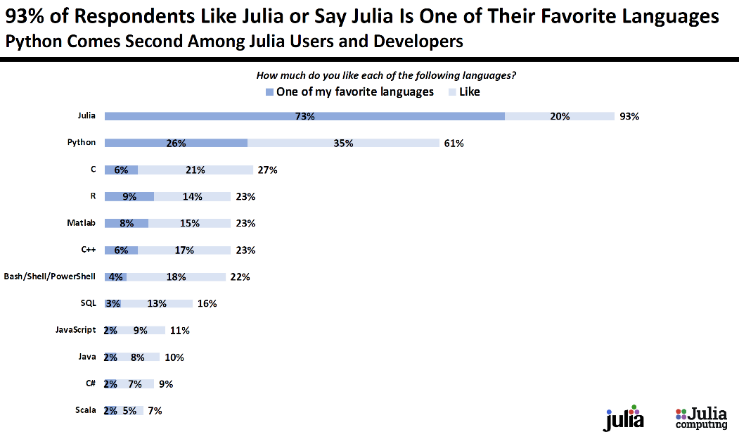 93% of Respondents Like Julia or Say Julia Is One of Their Favorite Languages
Python Comes Second Among Julia Users and Developers
How much do you like each of the following languages?
One of my favorite languages Like
Julia 73% 20% 93%
Python 26% 35% 61%
C 6% 21% 27%
R 9% 14% 23%
Matlab 8% 15% 23%
C++ 6% 17% 23%
Bash/Shell/PowerShell 4% 18% 22%
SQL 3% 13% 16%
JavaScript 2% 9% 11%
Java 2% 8% 10%
C# 2% 7% 9%
Scala 2% 5% 7%
julia
Julia
computing